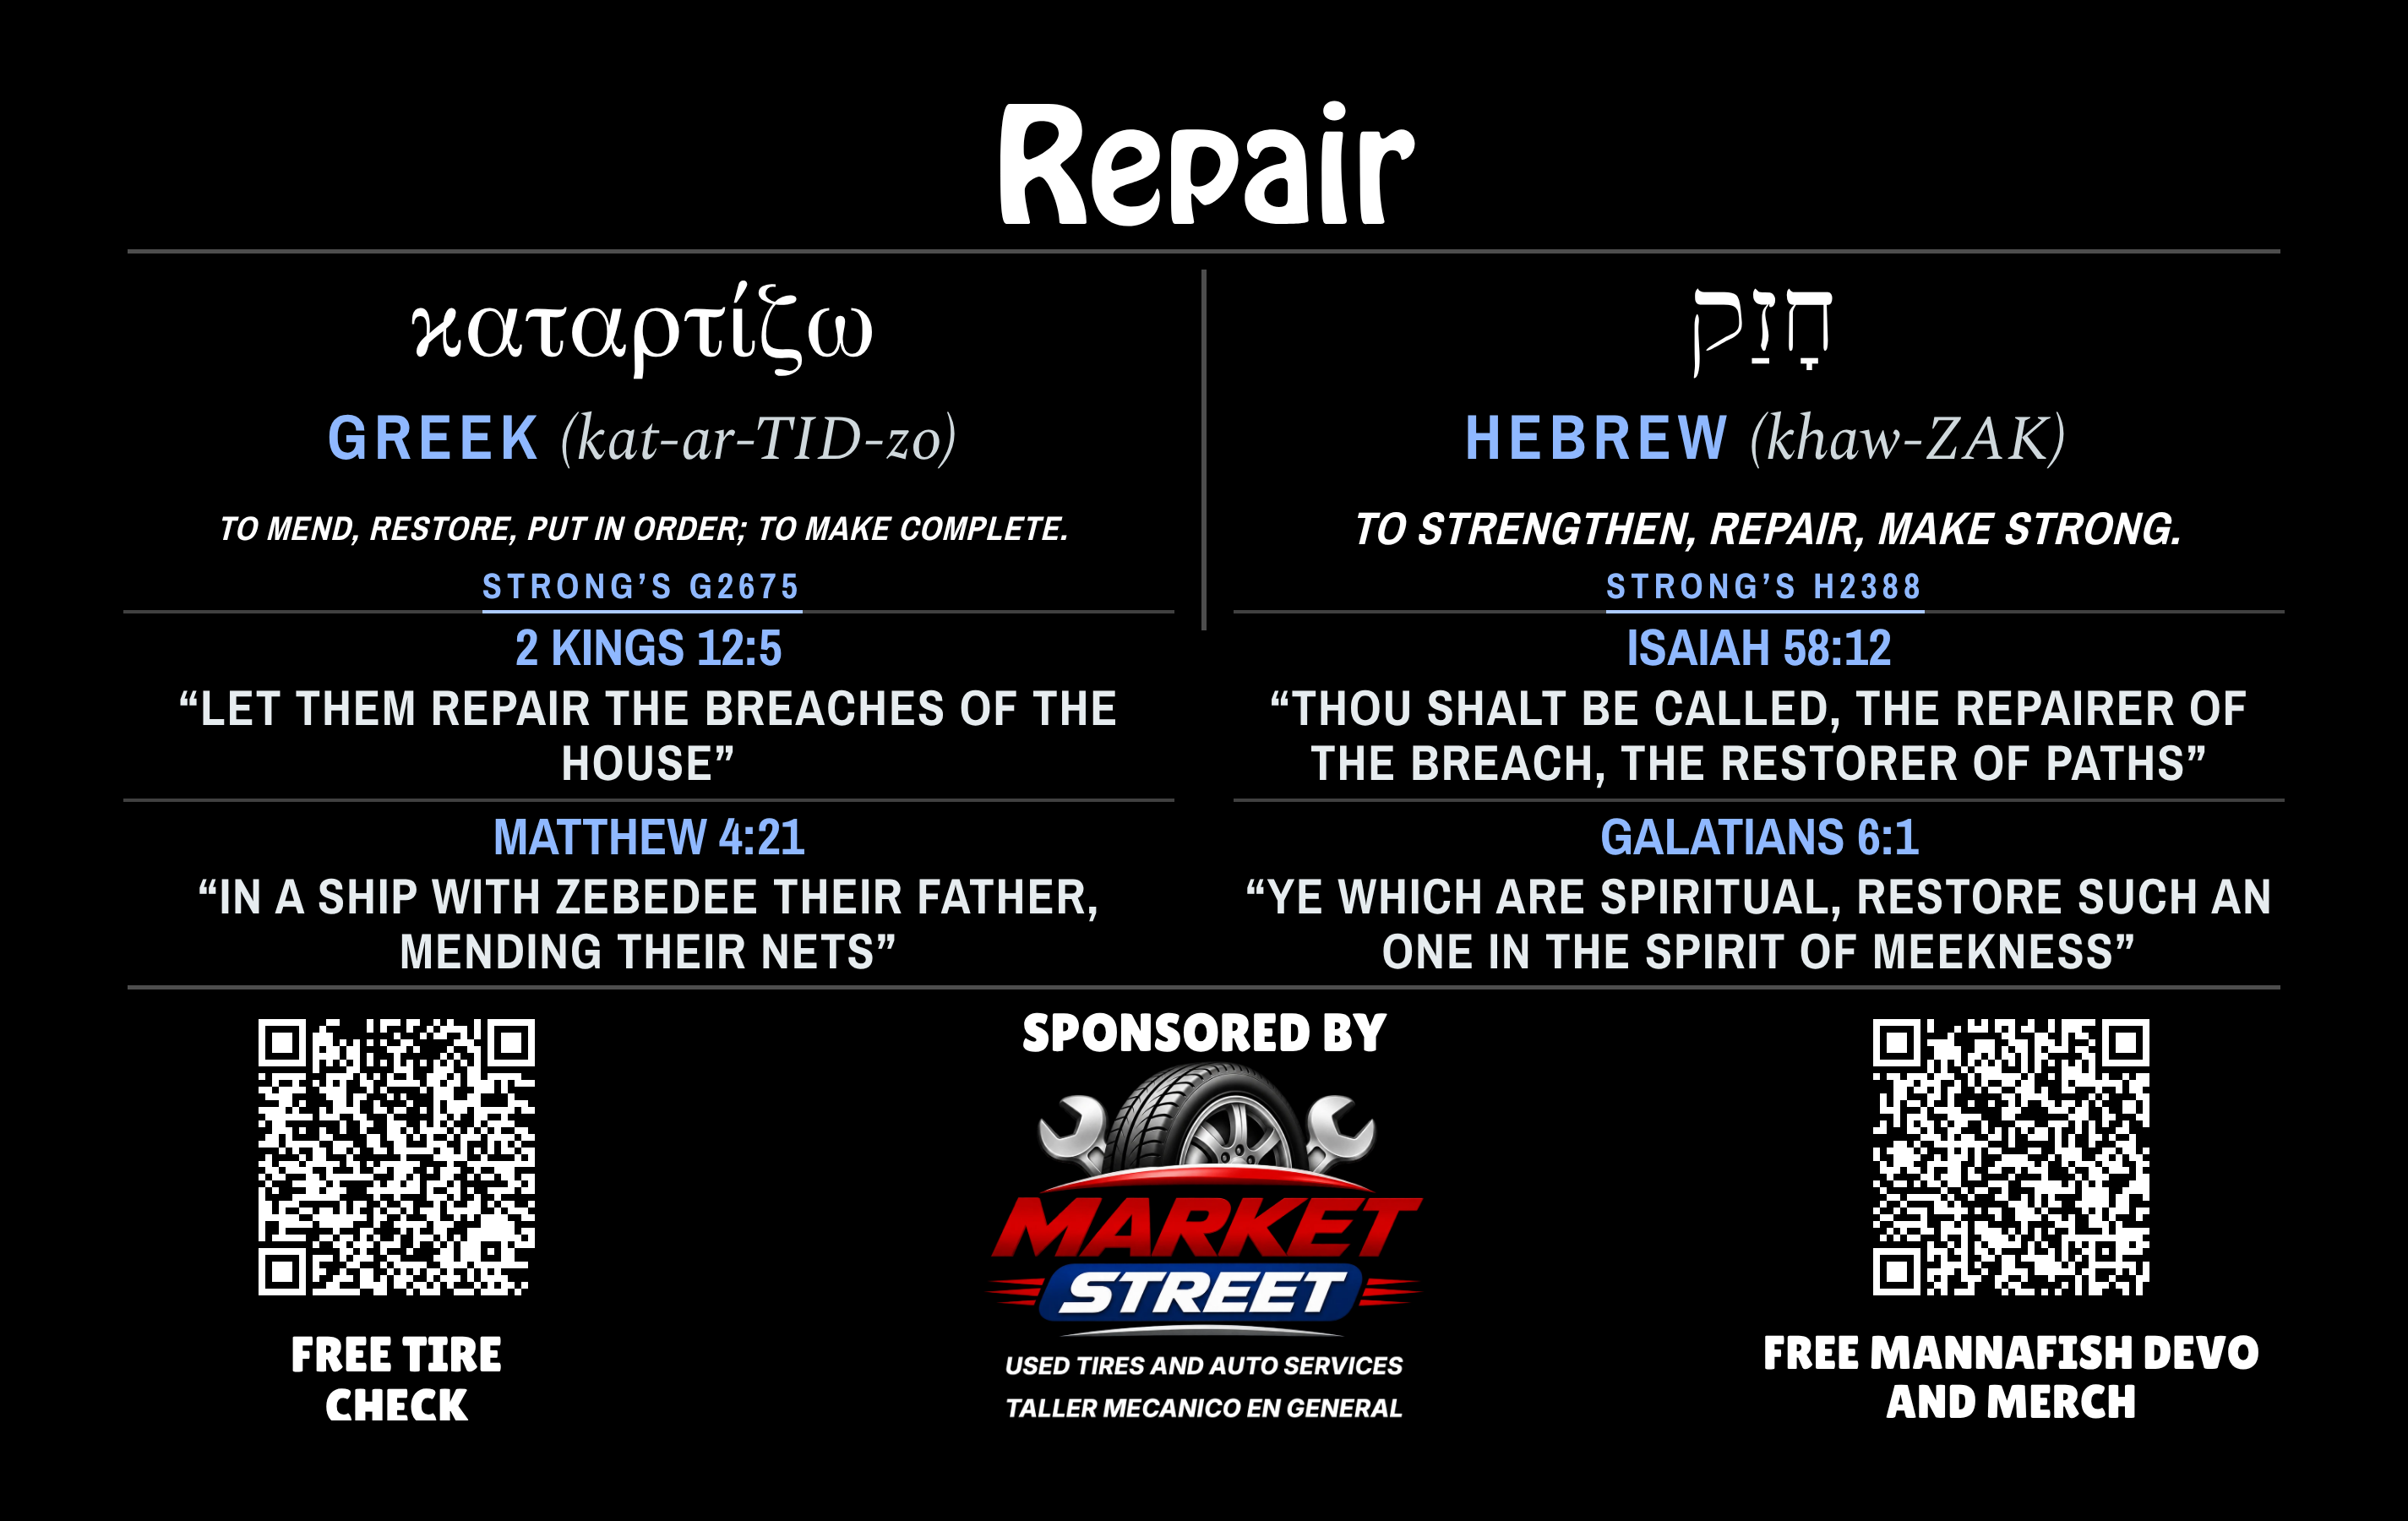 Repair
καταρτίζω
GREEK (kat-ar-TID-zo)
TO MEND, RESTORE, PUT IN ORDER; TO MAKE COMPLETE.
STRONG’S G2675
חָזַק
HEBREW (khaw-ZAK)
TO STRENGTHEN, REPAIR, MAKE STRONG.
STRONG’S H2388
2 KINGS 12:5
“LET THEM REPAIR THE BREACHES OF THE
HOUSE”
ISAIAH 58:12
“THOU SHALT BE CALLED, THE REPAIRER OF
THE BREACH, THE RESTORER OF PATHS”
MATTHEW 4:21
“IN A SHIP WITH ZEBEDEE THEIR FATHER,
MENDING THEIR NETS”
GALATIANS 6:1
“YE WHICH ARE SPIRITUAL, RESTORE SUCH AN
ONE IN THE SPIRIT OF MEEKNESS”
FREE TIRE
CHECK
SPONSORED BY
MARKET
STREET
USED TIRES AND AUTO SERVICES
TALLER MECANICO EN GENERAL
FREE MANNAFISH DEVO
AND MERCH